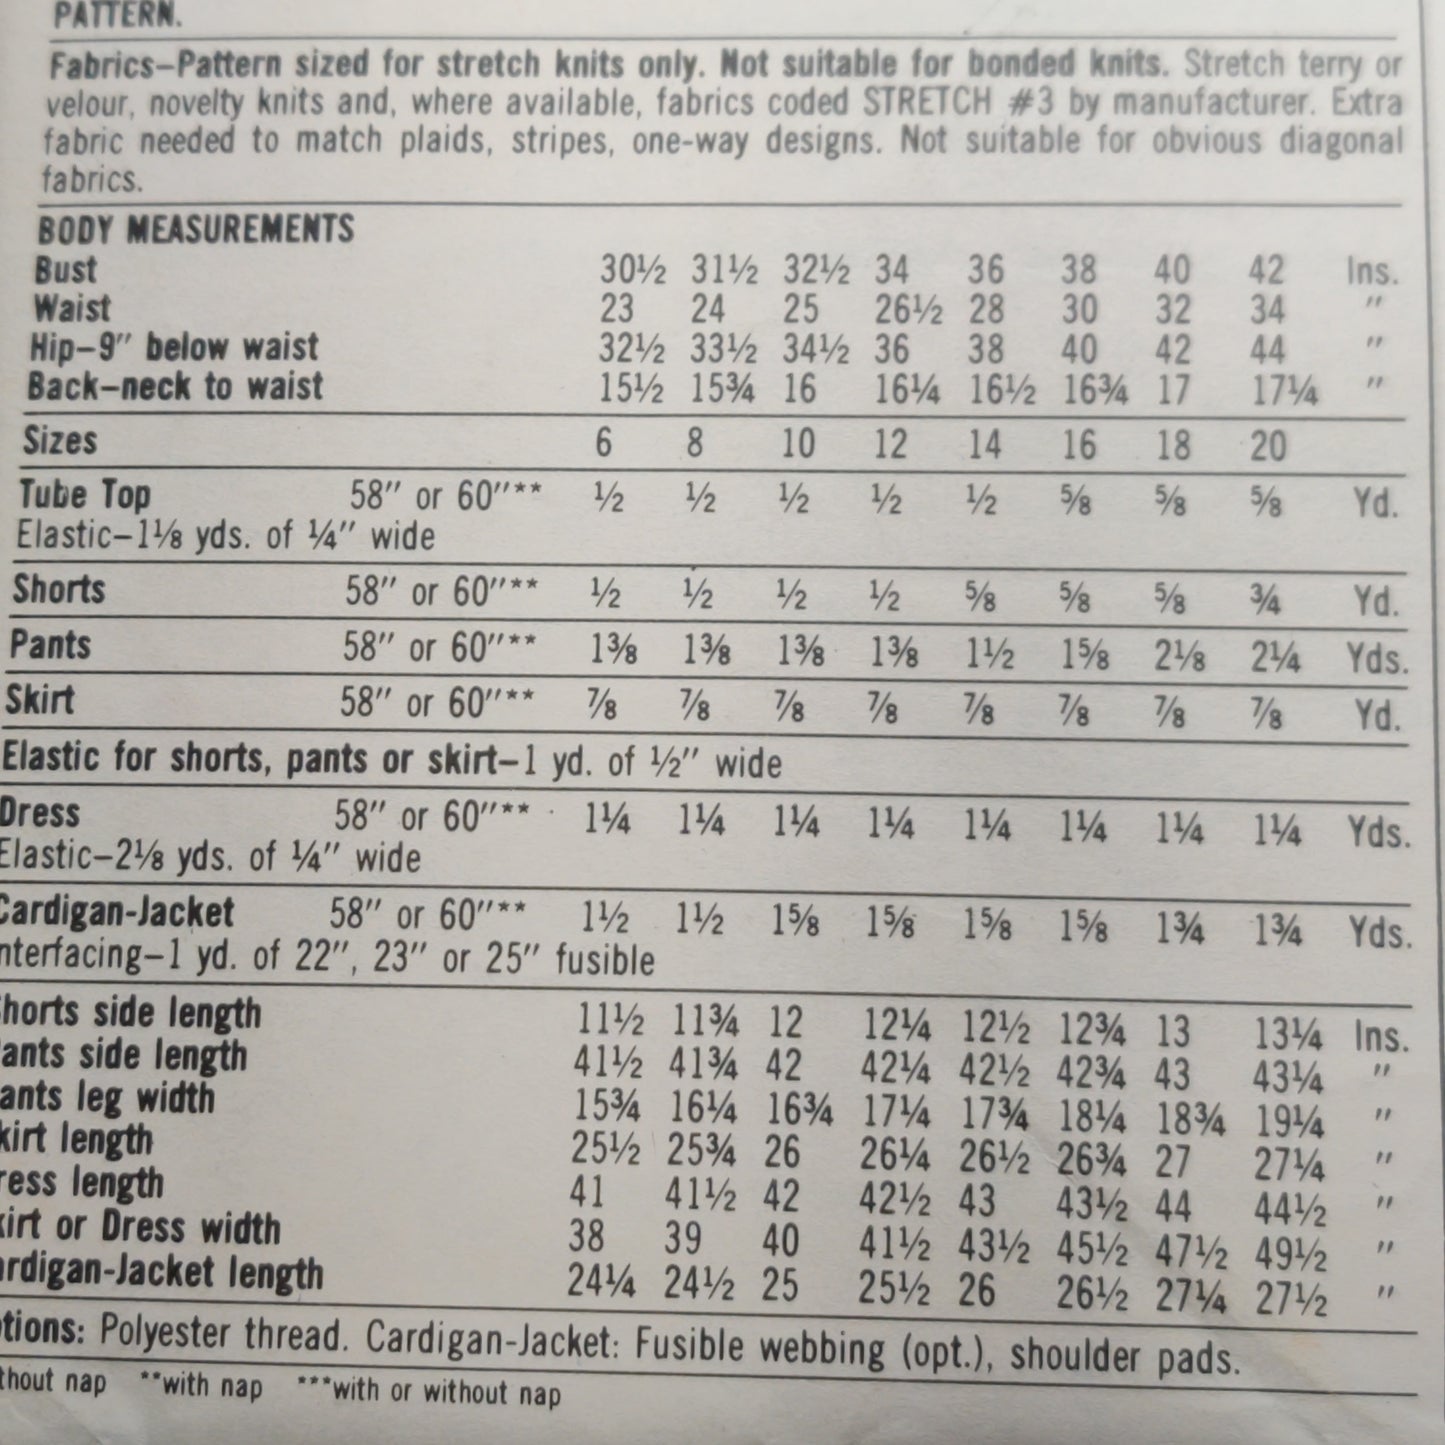 PATTERN.
Fabrics–Pattern sized for stretch knits only. Not suitable for bonded knits. Stretch terry or
velour, novelty knits and, where available, fabrics coded STRETCH #3 by manufacturer. Extra
fabric needed to match plaids, stripes, one-way designs. Not suitable for obvious diagonal
fabrics.
BODY MEASUREMENTS
Bust 30½ 31½ 32½ 34 36 38 40 42 Ins.
Waist 23 24 25 26½ 28 30 32 34 ″
Hip–9″ below waist 32½ 33½ 34½ 36 38 40 42 44 ″
Back–neck to waist 15½ 15¾ 16 16¼ 16½ 16¾ 17 17¼ ″
Sizes 6 8 10 12 14 16 18 20
Tube Top 58″ or 60″** ½ ½ ½ ½ ½ ⅝ ⅝ ⅝ Yd.
Elastic–1⅛ yds. of ¼″ wide
Shorts 58″ or 60″** ½ ½ ½ ½ ⅝ ⅝ ⅝ ¾ Yd.
Pants 58″ or 60″** 1⅜ 1⅜ 1⅜ 1⅜ 1½ 1⅝ 2⅛ 2¼ Yds.
Skirt 58″ or 60″** ⅞ ⅞ ⅞ ⅞ ⅞ ⅞ ⅞ ⅞ Yd.
Elastic for shorts, pants or skirt–1 yd. of ½″ wide
Dress 58″ or 60″** 1¼ 1¼ 1¼ 1¼ 1¼ 1¼ 1¼ 1¼ Yds.
Elastic–2⅛ yds. of ¼″ wide
Cardigan-Jacket 58″ or 60″** 1½ 1½ 1⅝ 1⅝ 1⅝ 1⅝ 1¾ 1¾ Yds.
nterfacing–1 yd. of 22″, 23″ or 25″ fusible
horts side length 11½ 11¾ 12 12¼ 12½ 12¾ 13 13¼ Ins.
ants side length 41½ 41¾ 42 42¼ 42½ 42¾ 43 43¼ ″
ants leg width 15¾ 16¼ 16¾ 17¼ 17¾ 18¼ 18¾ 19¼ ″
kirt length 25½ 25¾ 26 26¼ 26½ 26¾ 27 27¼ ″
ress length 41 41½ 42 42½ 43 43½ 44 44½ ″
kirt or Dress width 38 39 40 41½ 43½ 45½ 47½ 49½ ″
ardigan-Jacket length 24¼ 24½ 25 25½ 26 26½ 27¼ 27½ ″
otions: Polyester thread. Cardigan-Jacket: Fusible webbing (opt.), shoulder pads.
thout nap **with nap ***with or without nap